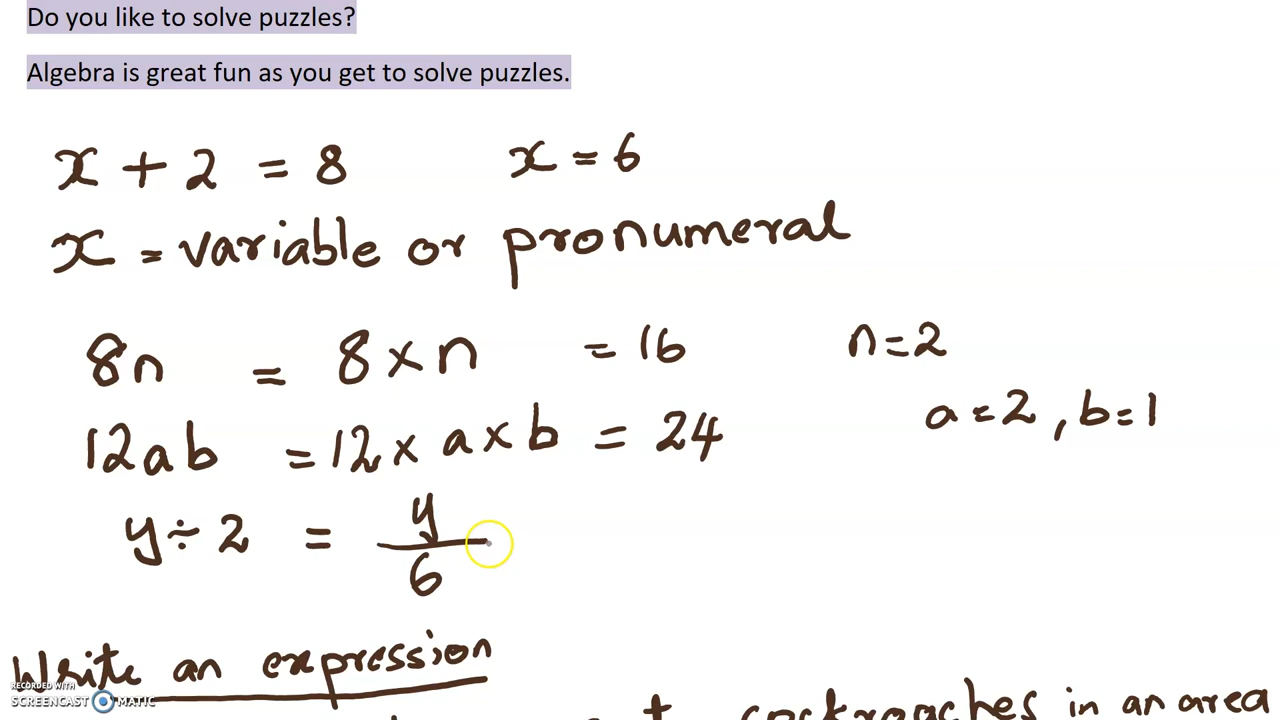 Do you like to solve puzzles?
Algebra is great fun as you get to solve puzzles.
x + 2 = 8 x = 6
x = variable or pronumeral
8n = 8 × n = 16 n = 2
12ab = 12 × a × b = 24 a = 2 , b = 1
y ÷ 2 = y/6
Write an expression
cockroaches in an area
RECORDED WITH
SCREENCAST MATIC